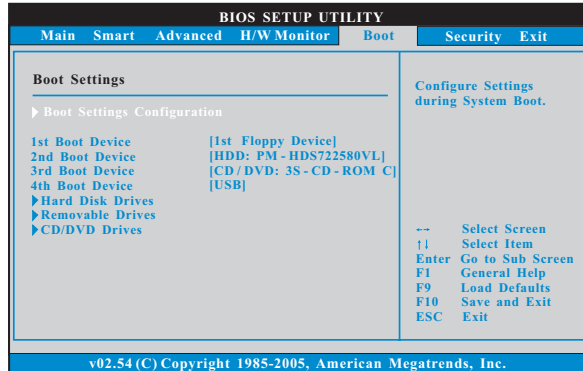 BIOS SETUP UTILITY
Main Smart Advanced H/W Monitor Boot Security Exit
Boot Settings
Boot Settings Configuration
1st Boot Device [1st Floppy Device]
2nd Boot Device [HDD: PM - HDS722580VL]
3rd Boot Device [CD / DVD: 3S - CD - ROM C]
4th Boot Device [USB]
Hard Disk Drives
Removable Drives
CD/DVD Drives
Configure Settings
during System Boot.
←→ Select Screen
↑↓ Select Item
Enter Go to Sub Screen
F1 General Help
F9 Load Defaults
F10 Save and Exit
ESC Exit
v02.54 (C) Copyright 1985-2005, American Megatrends, Inc.